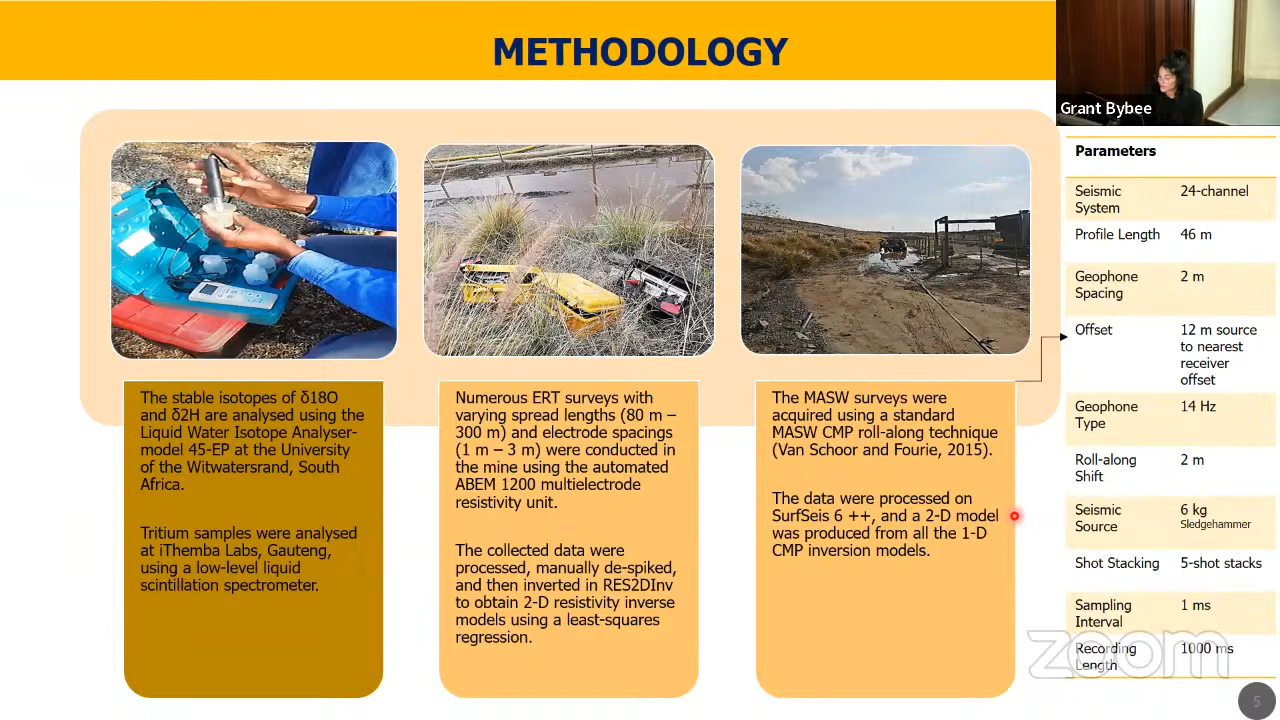 METHODOLOGY
Grant Bybee
The stable isotopes of δ18O
and δ2H are analysed using the
Liquid Water Isotope Analyser-
model 45-EP at the University
of the Witwatersrand, South
Africa.
Tritium samples were analysed
at iThemba Labs, Gauteng,
using a low-level liquid
scintillation spectrometer.
Numerous ERT surveys with
varying spread lengths (80 m –
300 m) and electrode spacings
(1 m – 3 m) were conducted in
the mine using the automated
ABEM 1200 multielectrode
resistivity unit.
The collected data were
processed, manually de-spiked,
and then inverted in RES2DInv
to obtain 2-D resistivity inverse
models using a least-squares
regression.
The MASW surveys were
acquired using a standard
MASW CMP roll-along technique
(Van Schoor and Fourie, 2015).
The data were processed on
SurfSeis 6 ++, and a 2-D model
was produced from all the 1-D
CMP inversion models.
Parameters
Seismic 24-channel
System
Profile Length 46 m
Geophone 2 m
Spacing
Offset 12 m source
to nearest
receiver
offset
Geophone 14 Hz
Type
Roll-along 2 m
Shift
Seismic 6 kg
Source Sledgehammer
Shot Stacking 5-shot stacks
Sampling 1 ms
Interval
Recording 1000 ms
Length
zoom
5